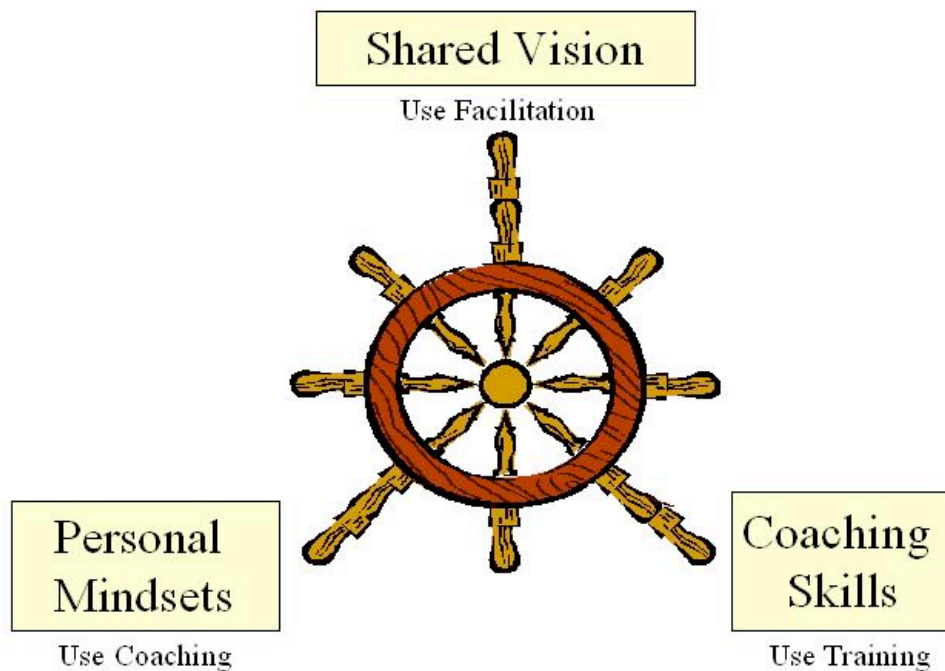 Shared Vision
Use Facilitation
Personal
Mindsets
Use Coaching
Coaching
Skills
Use Training